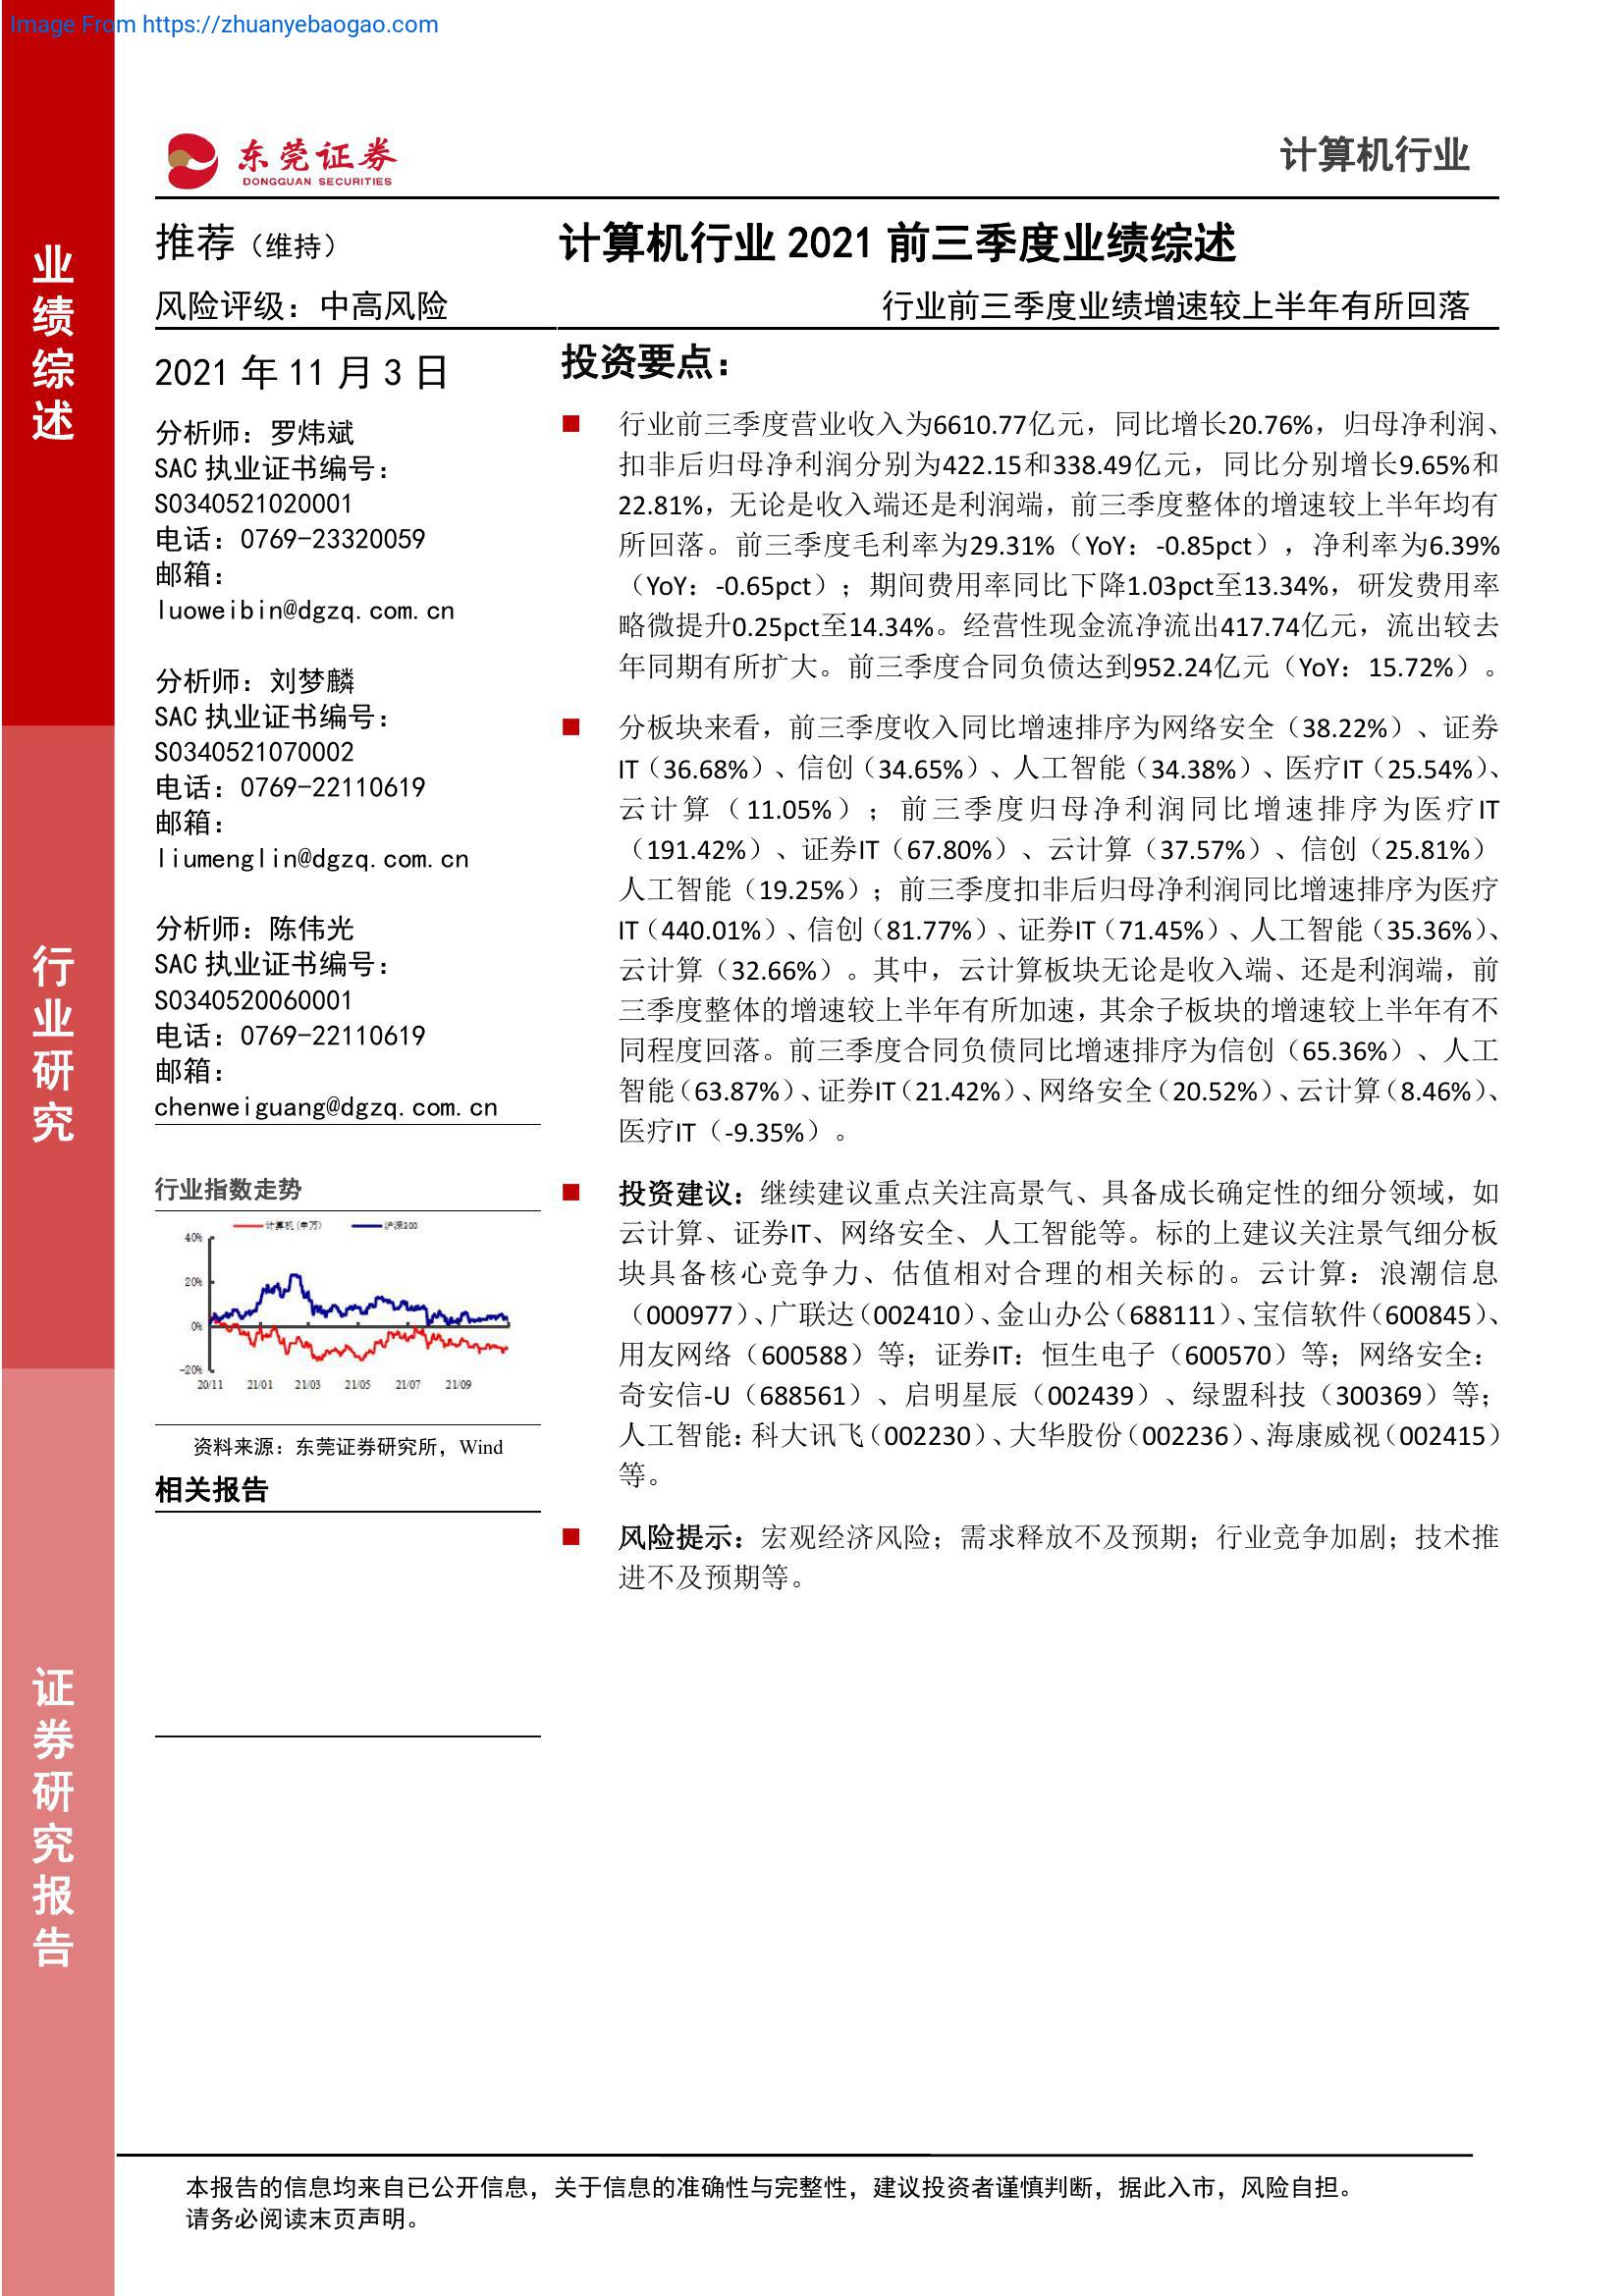 Image From https://zhuanyebaogao.com
东莞证券
DONGGUAN SECURITIES
计算机行业
业绩综述
行业研究
证券研究报告
推荐（维持）
风险评级：中高风险
2021 年 11 月 3 日
分析师：罗炜斌
SAC 执业证书编号：
S0340521020001
电话：0769-23320059
邮箱：
luoweibin@dgzq.com.cn
分析师：刘梦麟
SAC 执业证书编号：
S0340521070002
电话：0769-22110619
邮箱：
liumenglin@dgzq.com.cn
分析师：陈伟光
SAC 执业证书编号：
S0340520060001
电话：0769-22110619
邮箱：
chenweiguang@dgzq.com.cn
行业指数走势
计算机(申万) 沪深300
40%
20%
0%
-20%
20/11 21/01 21/03 21/05 21/07 21/09
资料来源：东莞证券研究所，Wind
相关报告
计算机行业 2021 前三季度业绩综述
行业前三季度业绩增速较上半年有所回落
投资要点：
行业前三季度营业收入为6610.77亿元，同比增长20.76%，归母净利润、
扣非后归母净利润分别为422.15和338.49亿元，同比分别增长9.65%和
22.81%，无论是收入端还是利润端，前三季度整体的增速较上半年均有
所回落。前三季度毛利率为29.31%（YoY：-0.85pct），净利率为6.39%
（YoY：-0.65pct）；期间费用率同比下降1.03pct至13.34%，研发费用率
略微提升0.25pct至14.34%。经营性现金流净流出417.74亿元，流出较去
年同期有所扩大。前三季度合同负债达到952.24亿元（YoY：15.72%）。
分板块来看，前三季度收入同比增速排序为网络安全（38.22%）、证券
IT（36.68%）、信创（34.65%）、人工智能（34.38%）、医疗IT（25.54%）、
云计算（11.05%）；前三季度归母净利润同比增速排序为医疗IT
（191.42%）、证券IT（67.80%）、云计算（37.57%）、信创（25.81%）
人工智能（19.25%）；前三季度扣非后归母净利润同比增速排序为医疗
IT（440.01%）、信创（81.77%）、证券IT（71.45%）、人工智能（35.36%）、
云计算（32.66%）。其中，云计算板块无论是收入端、还是利润端，前
三季度整体的增速较上半年有所加速，其余子板块的增速较上半年有不
同程度回落。前三季度合同负债同比增速排序为信创（65.36%）、人工
智能（63.87%）、证券IT（21.42%）、网络安全（20.52%）、云计算（8.46%）、
医疗IT（-9.35%）。
投资建议：继续建议重点关注高景气、具备成长确定性的细分领域，如
云计算、证券IT、网络安全、人工智能等。标的上建议关注景气细分板
块具备核心竞争力、估值相对合理的相关标的。云计算：浪潮信息
（000977）、广联达（002410）、金山办公（688111）、宝信软件（600845）、
用友网络（600588）等；证券IT：恒生电子（600570）等；网络安全：
奇安信-U（688561）、启明星辰（002439）、绿盟科技（300369）等；
人工智能：科大讯飞（002230）、大华股份（002236）、海康威视（002415）
等。
风险提示：宏观经济风险；需求释放不及预期；行业竞争加剧；技术推
进不及预期等。
本报告的信息均来自已公开信息，关于信息的准确性与完整性，建议投资者谨慎判断，据此入市，风险自担。
请务必阅读末页声明。